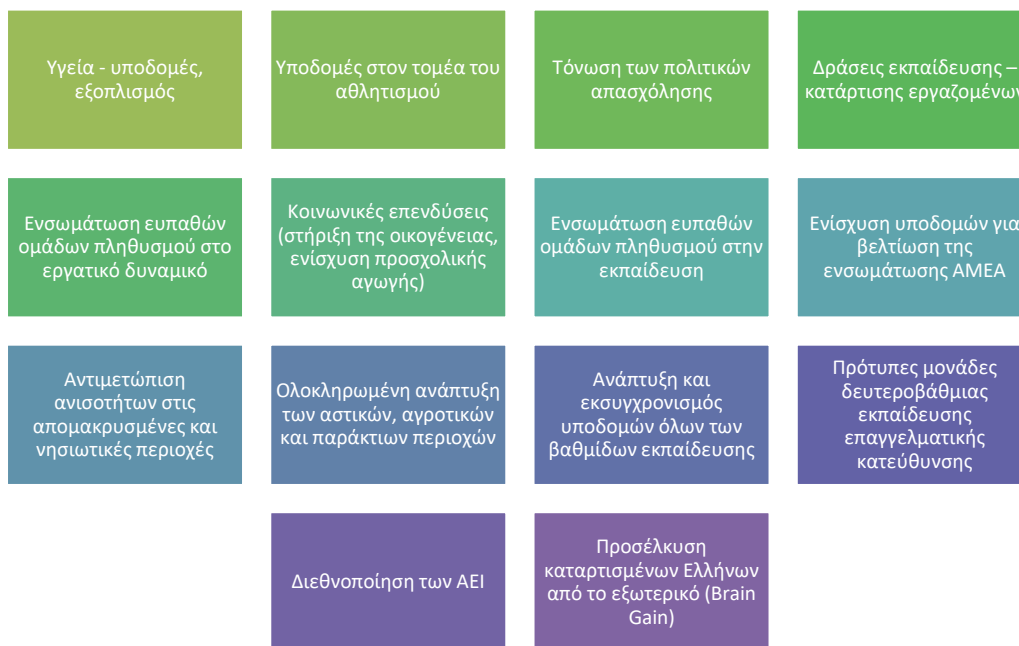 Υγεία - υποδομές,
εξοπλισμός
Υποδομές στον τομέα του
αθλητισμού
Τόνωση των πολιτικών
απασχόλησης
Δράσεις εκπαίδευσης –
κατάρτισης εργαζομένων
Ενσωμάτωση ευπαθών
ομάδων πληθυσμού στο
εργατικό δυναμικό
Κοινωνικές επενδύσεις
(στήριξη της οικογένειας,
ενίσχυση προσχολικής
αγωγής)
Ενσωμάτωση ευπαθών
ομάδων πληθυσμού στην
εκπαίδευση
Ενίσχυση υποδομών για
βελτίωση της
ενσωμάτωσης ΑΜΕΑ
Αντιμετώπιση
ανισοτήτων στις
απομακρυσμένες και
νησιωτικές περιοχές
Ολοκληρωμένη ανάπτυξη
των αστικών, αγροτικών
και παράκτιων περιοχών
Ανάπτυξη και
εκσυγχρονισμός
υποδομών όλων των
βαθμίδων εκπαίδευσης
Πρότυπες μονάδες
δευτεροβάθμιας
εκπαίδευσης
επαγγελματικής
κατεύθυνσης
Διεθνοποίηση των ΑΕΙ
Προσέλκυση
καταρτισμένων Ελλήνων
από το εξωτερικό (Brain
Gain)